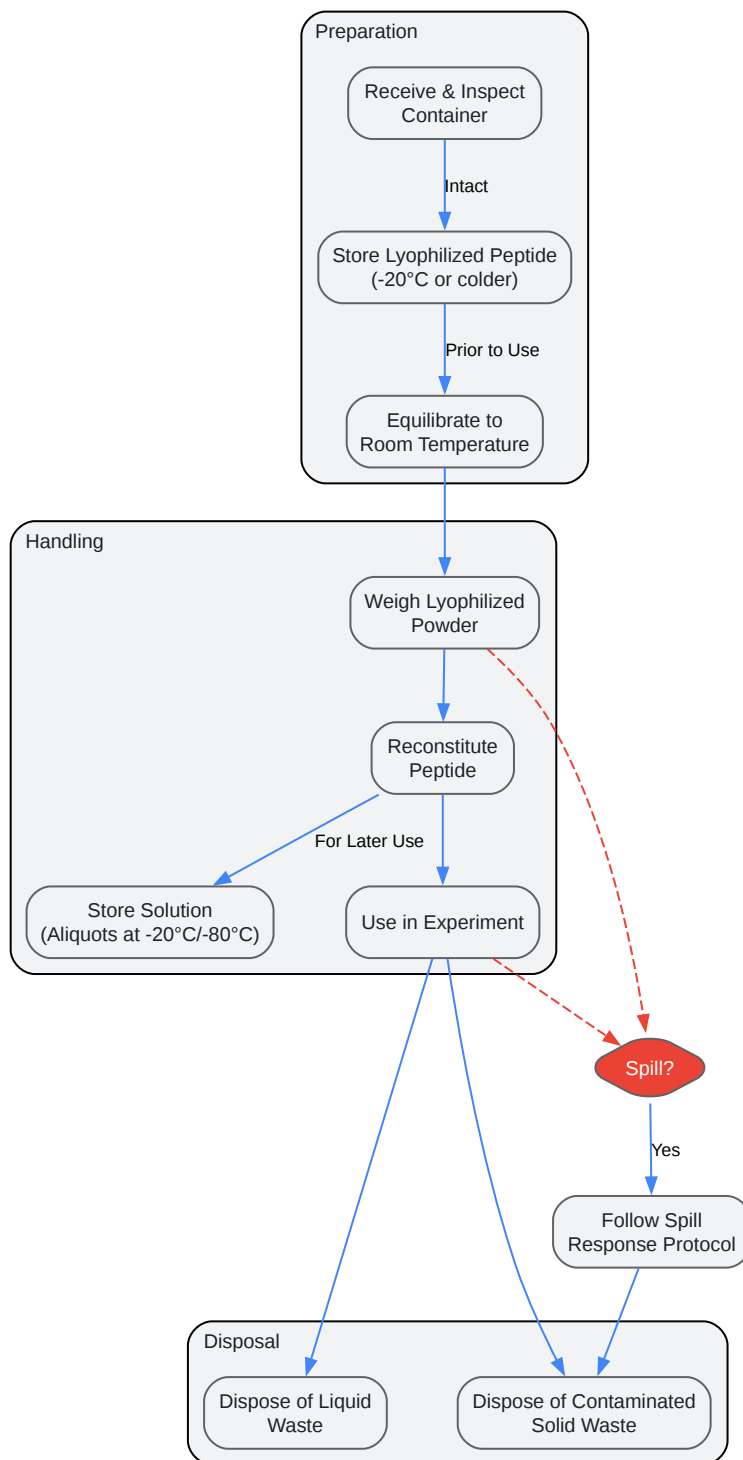 Preparation
Receive & Inspect
Container
Intact
Store Lyophilized Peptide
(-20°C or colder)
Prior to Use
Equilibrate to
Room Temperature
Handling
Weigh Lyophilized
Powder
Reconstitute
Peptide
For Later Use
Store Solution
(Aliquots at -20°C/-80°C)
Use in Experiment
Spill?
Yes
Follow Spill
Response Protocol
Disposal
Dispose of Liquid
Waste
Dispose of Contaminated
Solid Waste